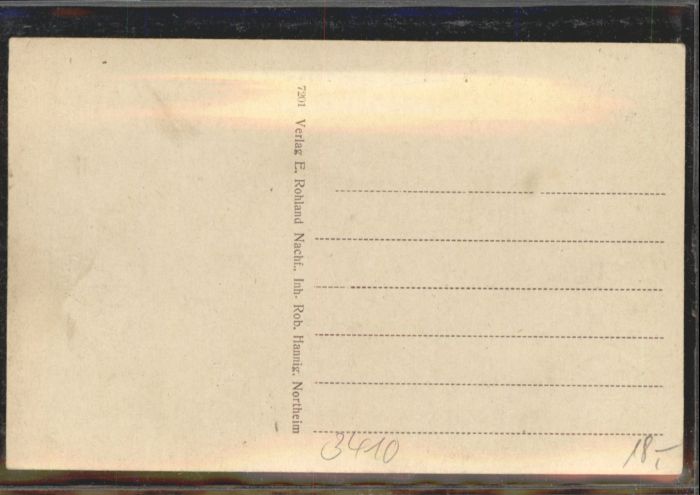 7201 Verlag E. Rohland Nachf., Inh. Rob. Hannig, Northeim
3410
18,-